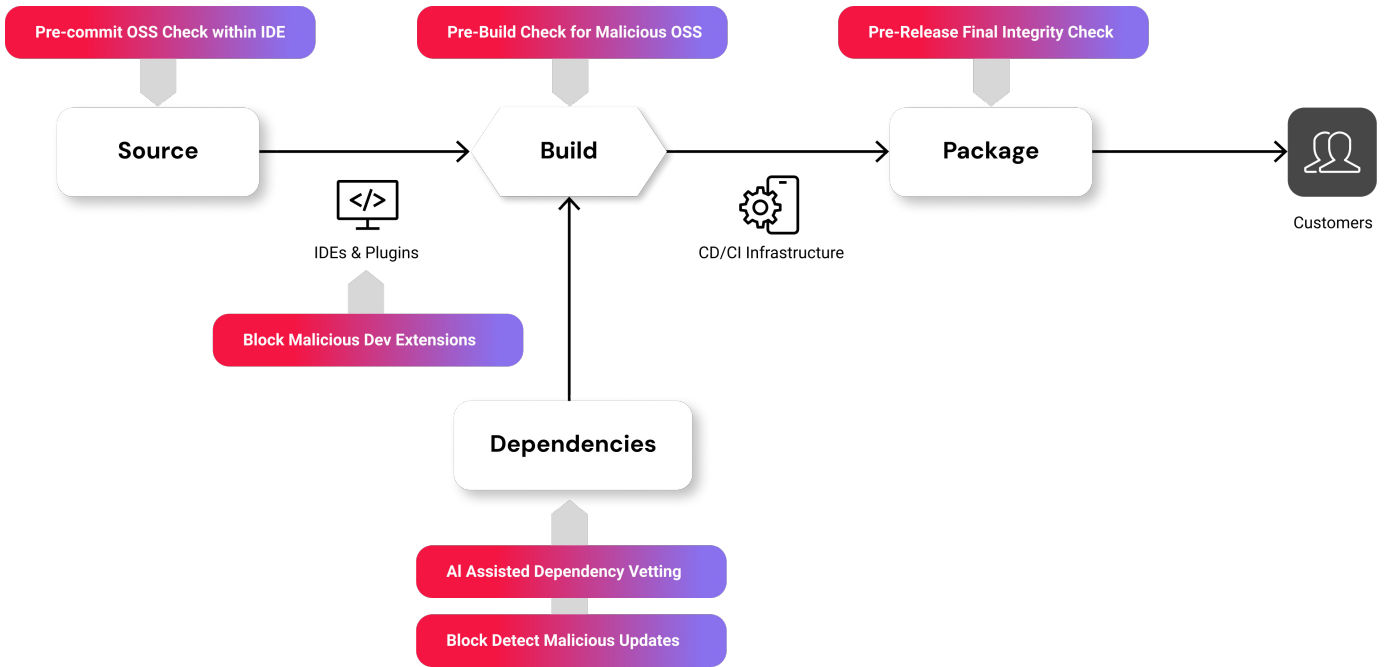 Pre-commit OSS Check within IDE
Pre-Build Check for Malicious OSS
Pre-Release Final Integrity Check
Source
Build
Package
</>
IDEs & Plugins
CD/CI Infrastructure
Customers
Block Malicious Dev Extensions
Dependencies
AI Assisted Dependency Vetting
Block Detect Malicious Updates